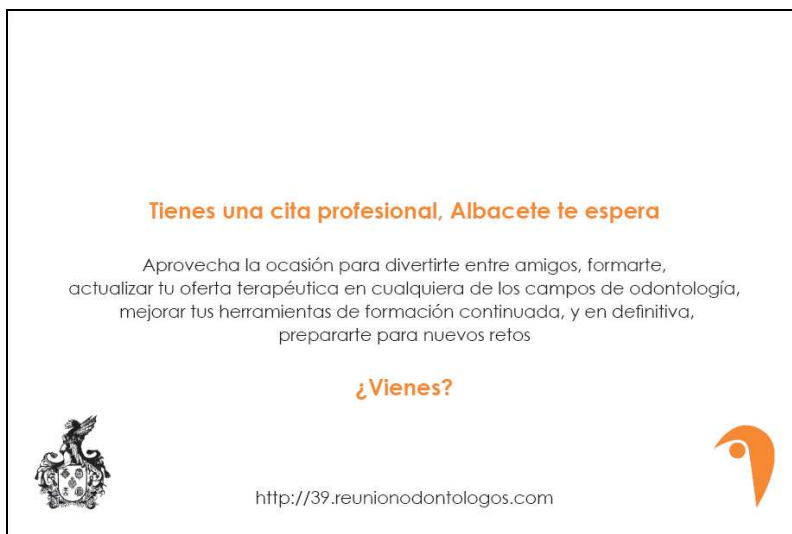 Tienes una cita profesional, Albacete te espera
Aprovecha la ocasión para divertirte entre amigos, formarte,
actualizar tu oferta terapéutica en cualquiera de los campos de odontología,
mejorar tus herramientas de formación continuada, y en definitiva,
prepararte para nuevos retos
¿Vienes?
http://39.reunionodontologos.com